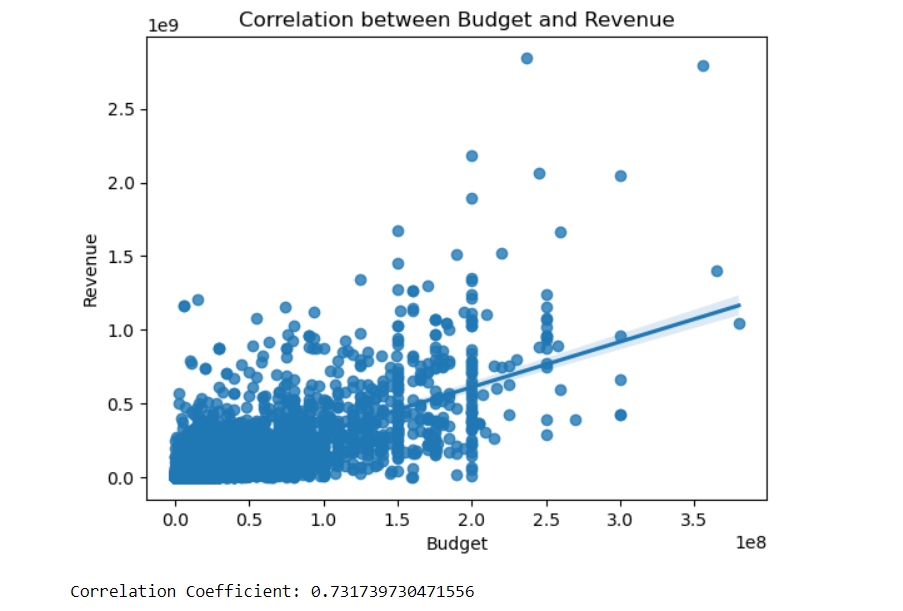 Correlation between Budget and Revenue
1e9
2.5
2.0
1.5
1.0
0.5
0.0
Revenue
0.0 0.5 1.0 1.5 2.0 2.5 3.0 3.5
1e8
Budget
Correlation Coefficient: 0.731739730471556